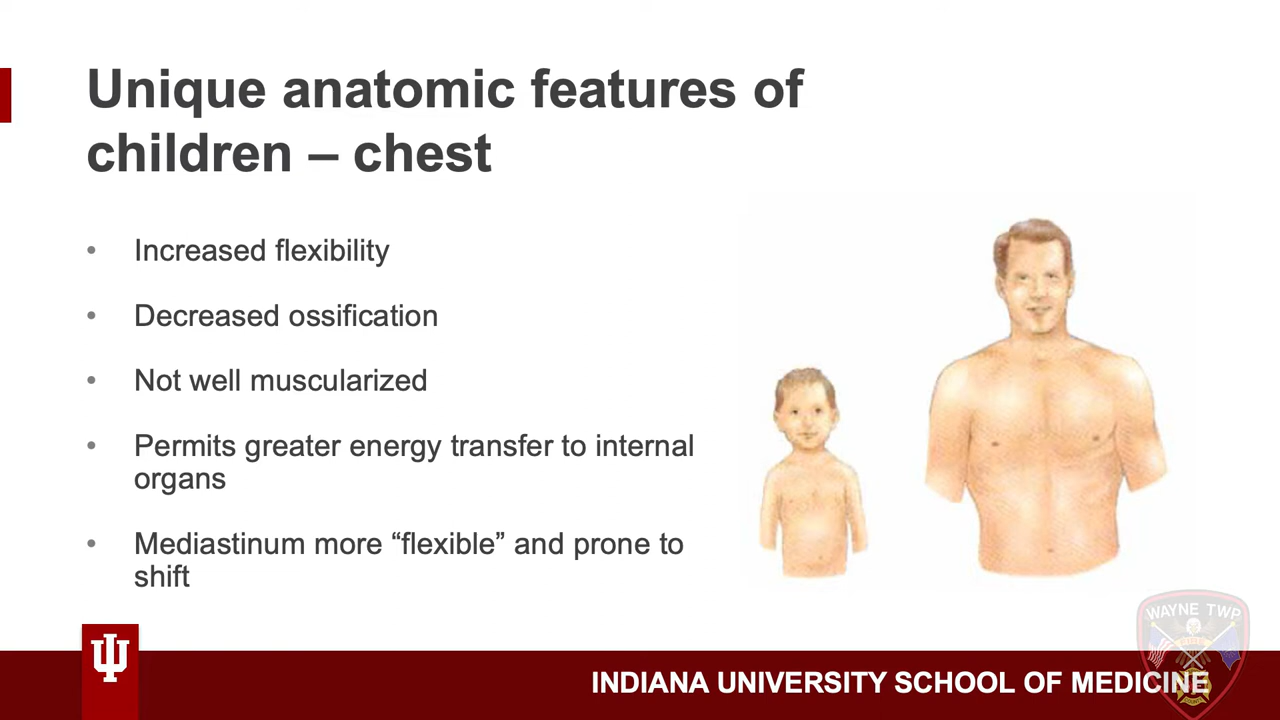 Unique anatomic features of
children – chest
• Increased flexibility
• Decreased ossification
• Not well muscularized
• Permits greater energy transfer to internal
organs
• Mediastinum more “flexible” and prone to
shift
WAYNE TWP
INDIANA UNIVERSITY SCHOOL OF MEDICINE